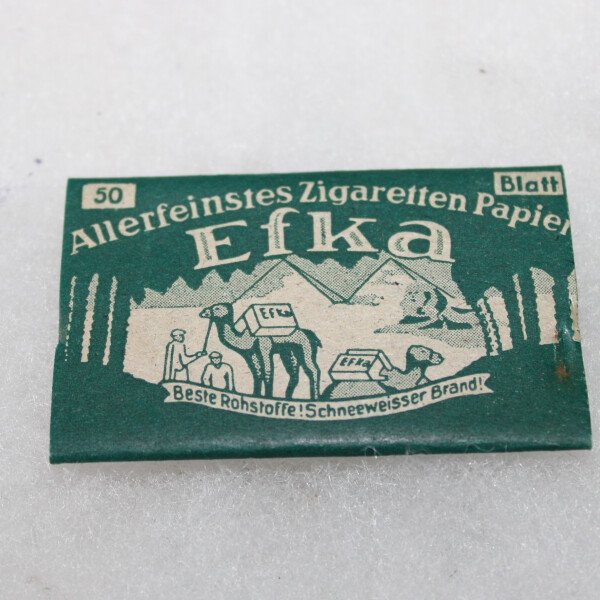 50
Blatt
Allerfeinstes Zigaretten Papier
Efka
EFKA
EFKA
Beste Rohstoffe! Schneeweisser Brand!